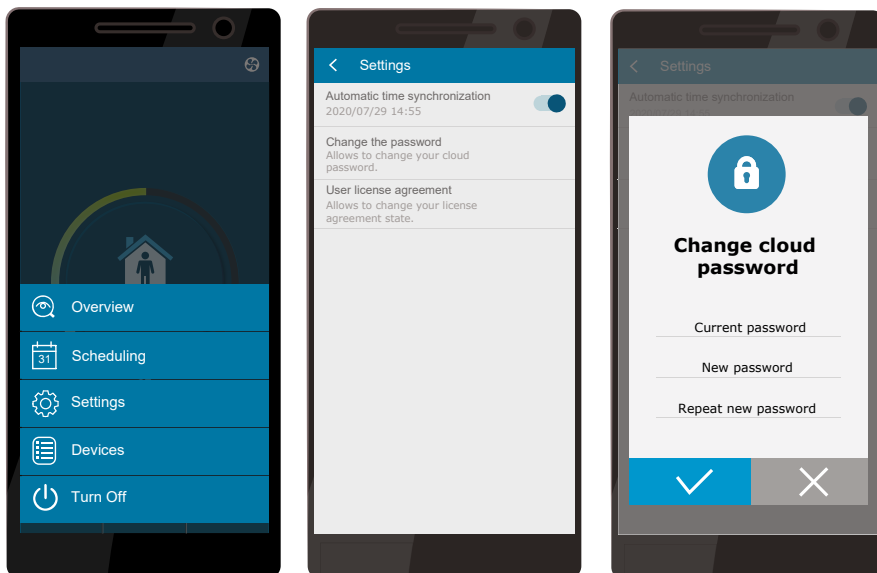 Overview
31
Scheduling
Settings
Devices
Turn Off
Settings
Automatic time synchronization
2020/07/29 14:55
Change the password
Allows to change your cloud
password.
User license agreement
Allows to change your license
agreement state.
Settings
Automatic time synchronization
Change cloud
password
Current password
New password
Repeat new password